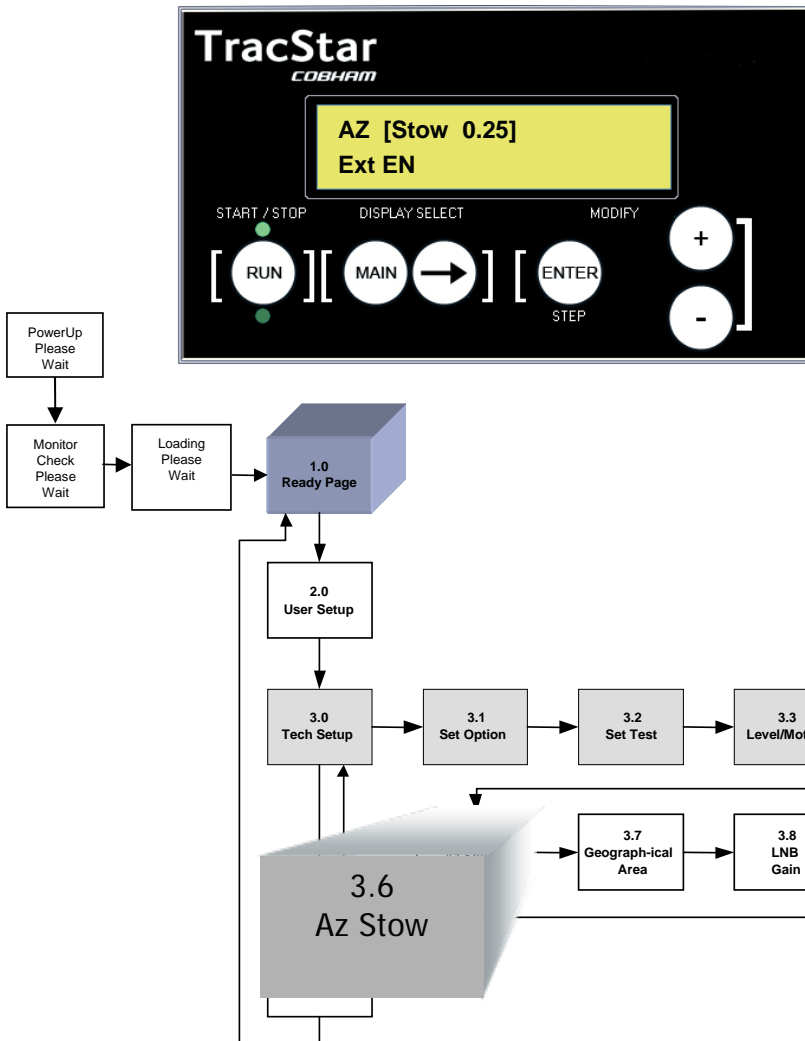 TracStar
COBHAM
AZ [Stow 0.25]
Ext EN
START / STOP
DISPLAY SELECT
MODIFY
RUN
MAIN
ENTER
STEP
+
-
PowerUp
Please
Wait
Monitor
Check
Please
Wait
Loading
Please
Wait
1.0
Ready Page
2.0
User Setup
3.0
Tech Setup
3.1
Set Option
3.2
Set Test
3.3
Level/Mot
3.6
Az Stow
3.7
Geograph-ical
Area
3.8
LNB
Gain